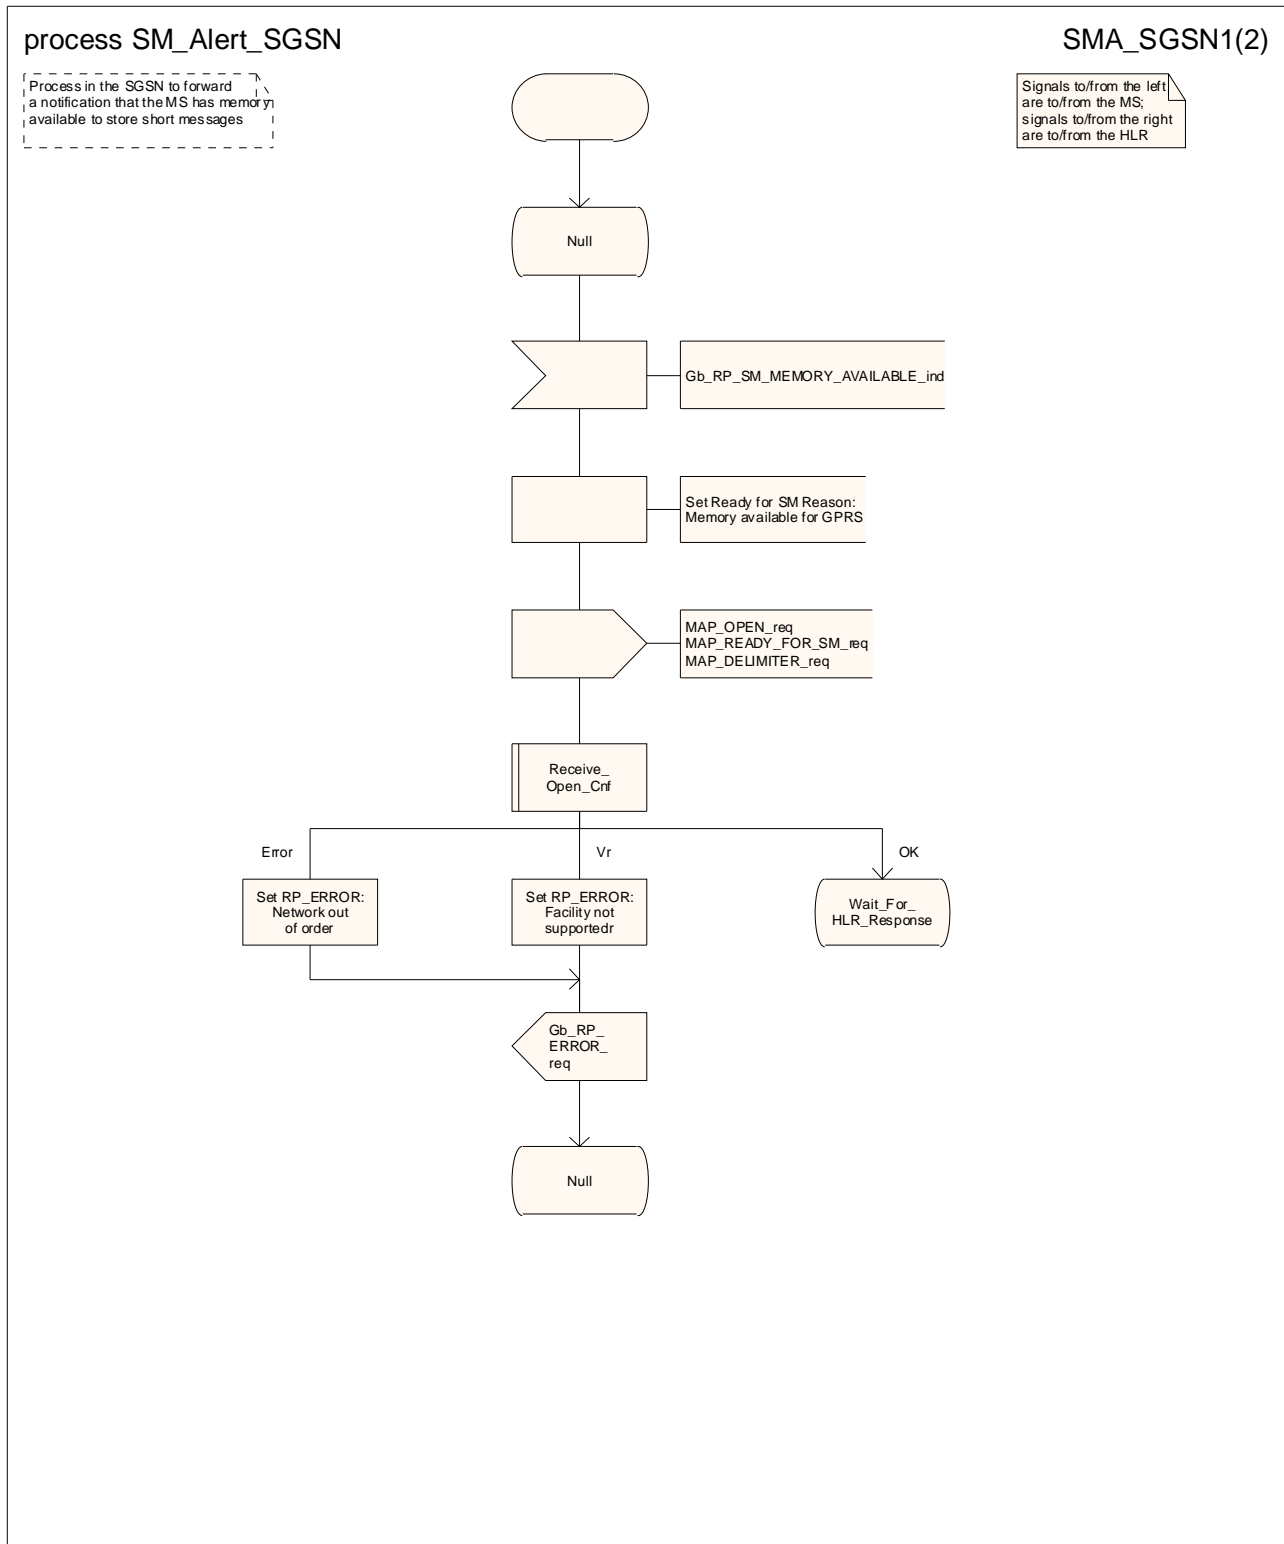 process SM_Alert_SGSN
SMA_SGSN1(2)
Process in the SGSN to forward
a notification that the MS has memory
available to store short messages
Signals to/from the left
are to/from the MS;
signals to/from the right
are to/from the HLR
Null
Gb_RP_SM_MEMORY_AVAILABLE_ind
Set Ready for SM Reason:
Memory available for GPRS
MAP_OPEN_req
MAP_READY_FOR_SM_req
MAP_DELIMITER_req
Receive_
Open_Cnf
Error
Vr
OK
Set RP_ERROR:
Network out
of order
Set RP_ERROR:
Facility not
supportedr
Wait_For_
HLR_Response
Gb_RP_
ERROR_
req
Null